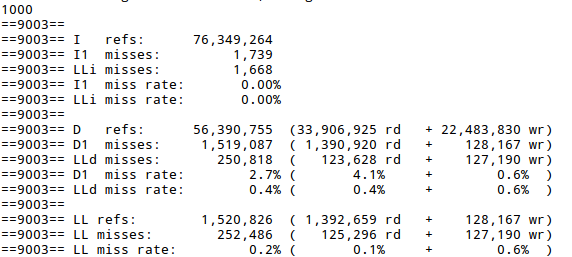 1000
==9003==
==9003== I   refs:      76,349,264
==9003== I1  misses:         1,739
==9003== LLi misses:         1,668
==9003== I1  miss rate:       0.00%
==9003== LLi miss rate:       0.00%
==9003==
==9003== D   refs:      56,390,755  (33,906,925 rd   + 22,483,830 wr)
==9003== D1  misses:     1,519,087  ( 1,390,920 rd   +    128,167 wr)
==9003== LLd misses:       250,818  (   123,628 rd   +    127,190 wr)
==9003== D1  miss rate:        2.7% (       4.1%     +        0.6%  )
==9003== LLd miss rate:        0.4% (       0.4%     +        0.6%  )
==9003==
==9003== LL refs:        1,520,826  ( 1,392,659 rd   +    128,167 wr)
==9003== LL misses:        252,486  (   125,296 rd   +    127,190 wr)
==9003== LL miss rate:         0.2% (       0.1%     +        0.6%  )